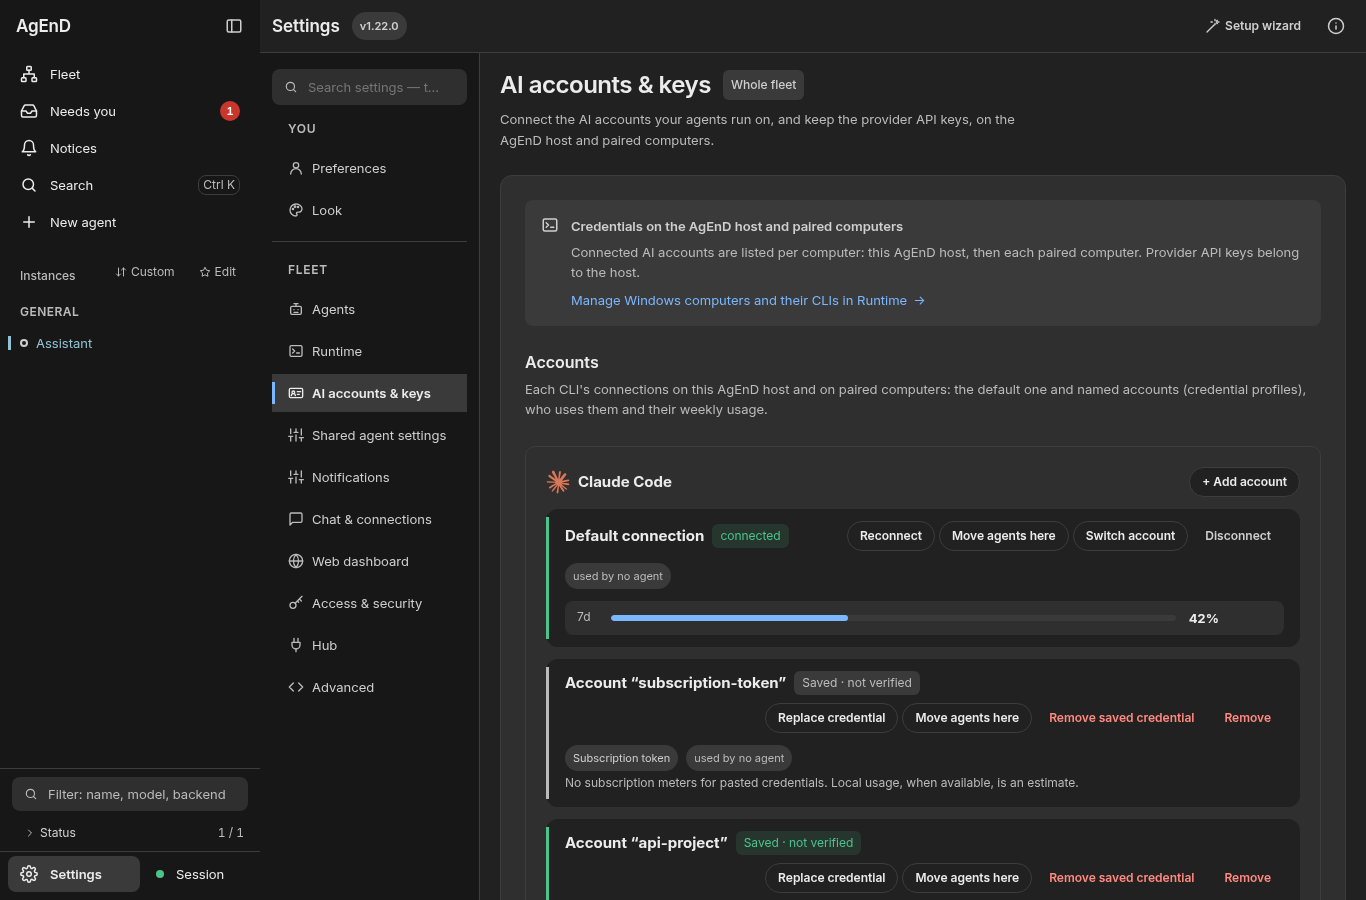 AgEnD
Fleet
Needs you
1
Notices
Search
Ctrl K
New agent
Instances
Custom
Edit
GENERAL
Assistant
Filter: name, model, backend
Status
1 / 1
Settings
Session
Settings
v1.22.0
Setup wizard
Search settings — t...
YOU
Preferences
Look
FLEET
Agents
Runtime
AI accounts & keys
Shared agent settings
Notifications
Chat & connections
Web dashboard
Access & security
Hub
Advanced
AI accounts & keys
Whole fleet
Connect the AI accounts your agents run on, and keep the provider API keys, on the
AgEnD host and paired computers.
Credentials on the AgEnD host and paired computers
Connected AI accounts are listed per computer: this AgEnD host, then each paired computer. Provider API keys belong
to the host.
Manage Windows computers and their CLIs in Runtime →
Accounts
Each CLI's connections on this AgEnD host and on paired computers: the default one and named accounts (credential profiles),
who uses them and their weekly usage.
Claude Code
+ Add account
Default connection
connected
Reconnect
Move agents here
Switch account
Disconnect
used by no agent
7d
42%
Account “subscription-token”
Saved · not verified
Replace credential
Move agents here
Remove saved credential
Remove
Subscription token
used by no agent
No subscription meters for pasted credentials. Local usage, when available, is an estimate.
Account “api-project”
Saved · not verified
Replace credential
Move agents here
Remove saved credential
Remove